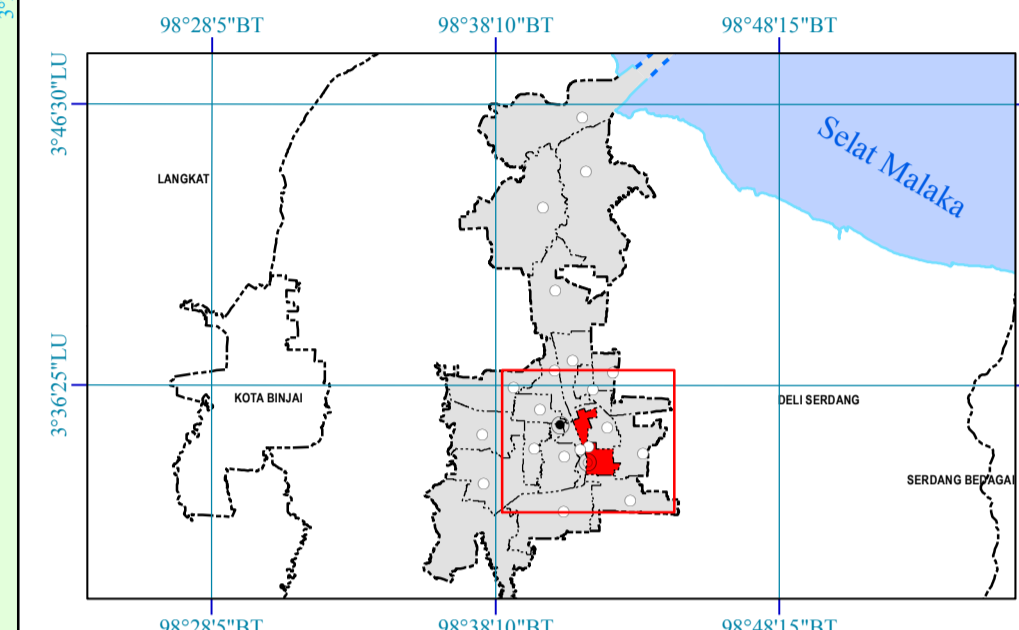 98°28'5"BT
98°38'10"BT
98°48'15"BT
3°46'30"LU
Selat Malaka
LANGKAT
3°36'25"LU
KOTA BINJAI
DELI SERDANG
SERDANG BEDAGAI
98°28'5"BT
98°38'10"BT
98°48'15"BT